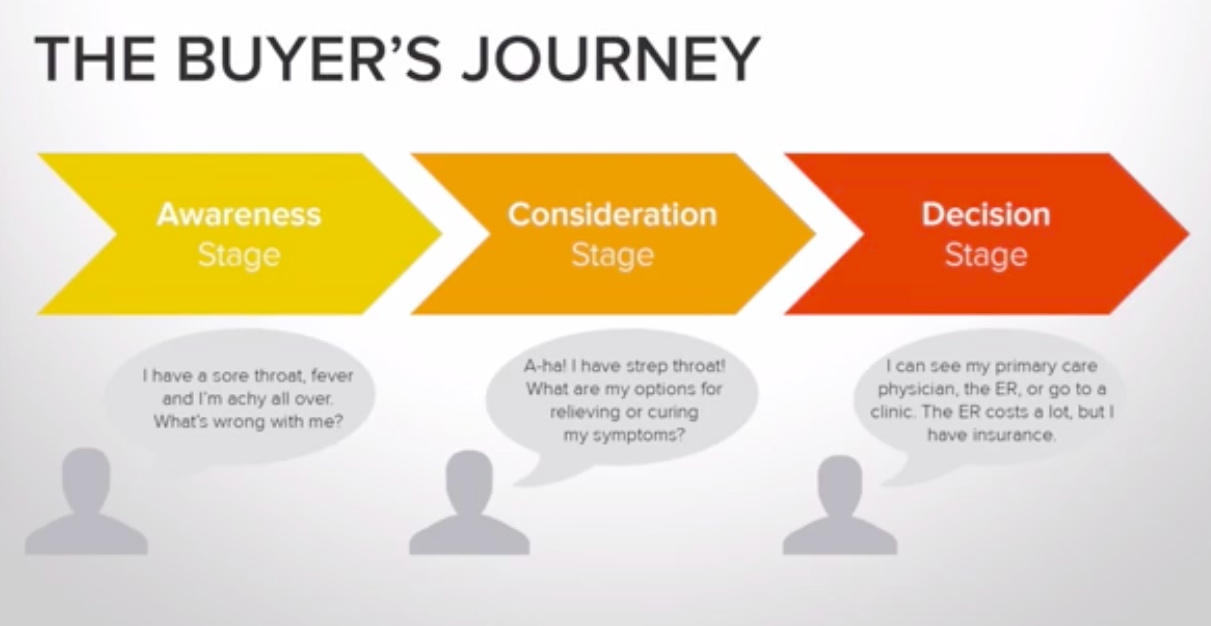 THE BUYER'S JOURNEY
Awareness
Stage
Consideration
Stage
Decision
Stage
I have a sore throat, fever
and I'm achy all over.
What's wrong with me?
A-ha! I have strep throat!
What are my options for
relieving or curing
my symptoms?
I can see my primary care
physician, the ER, or go to a
clinic. The ER costs a lot, but I
have insurance.